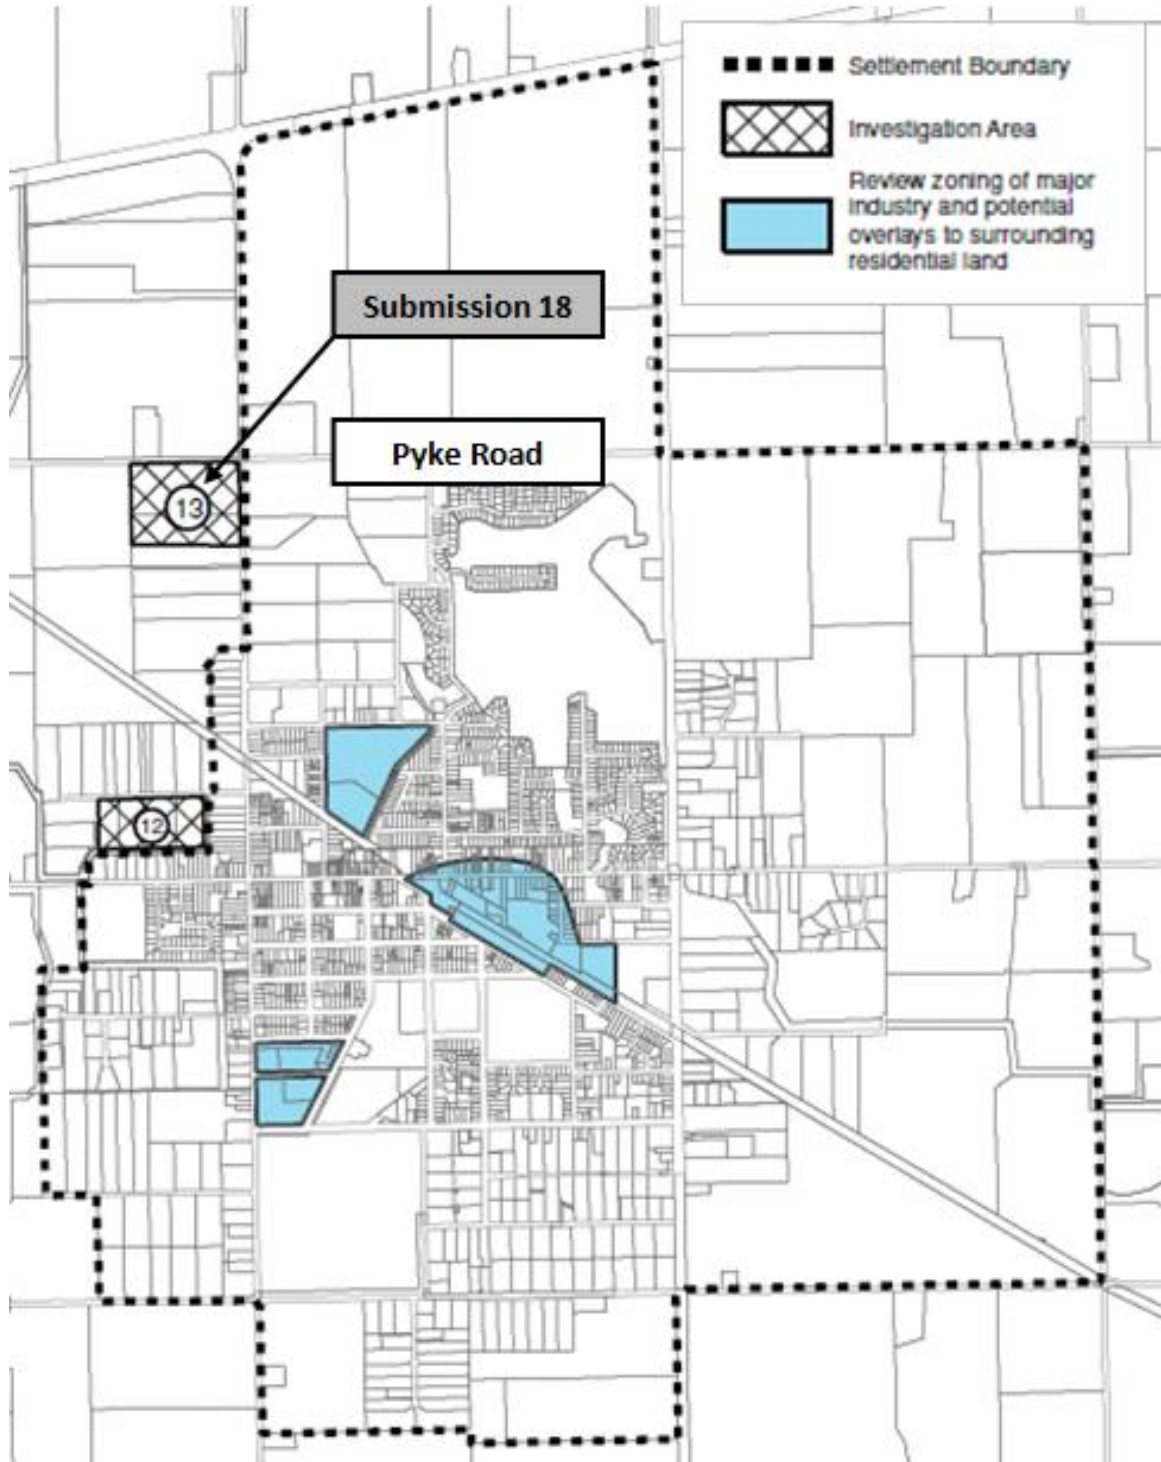 Settlement Boundary
Investigation Area
Review zoning of major
industry and potential
overlays to surrounding
residential land
Submission 18
Pyke Road
13
12